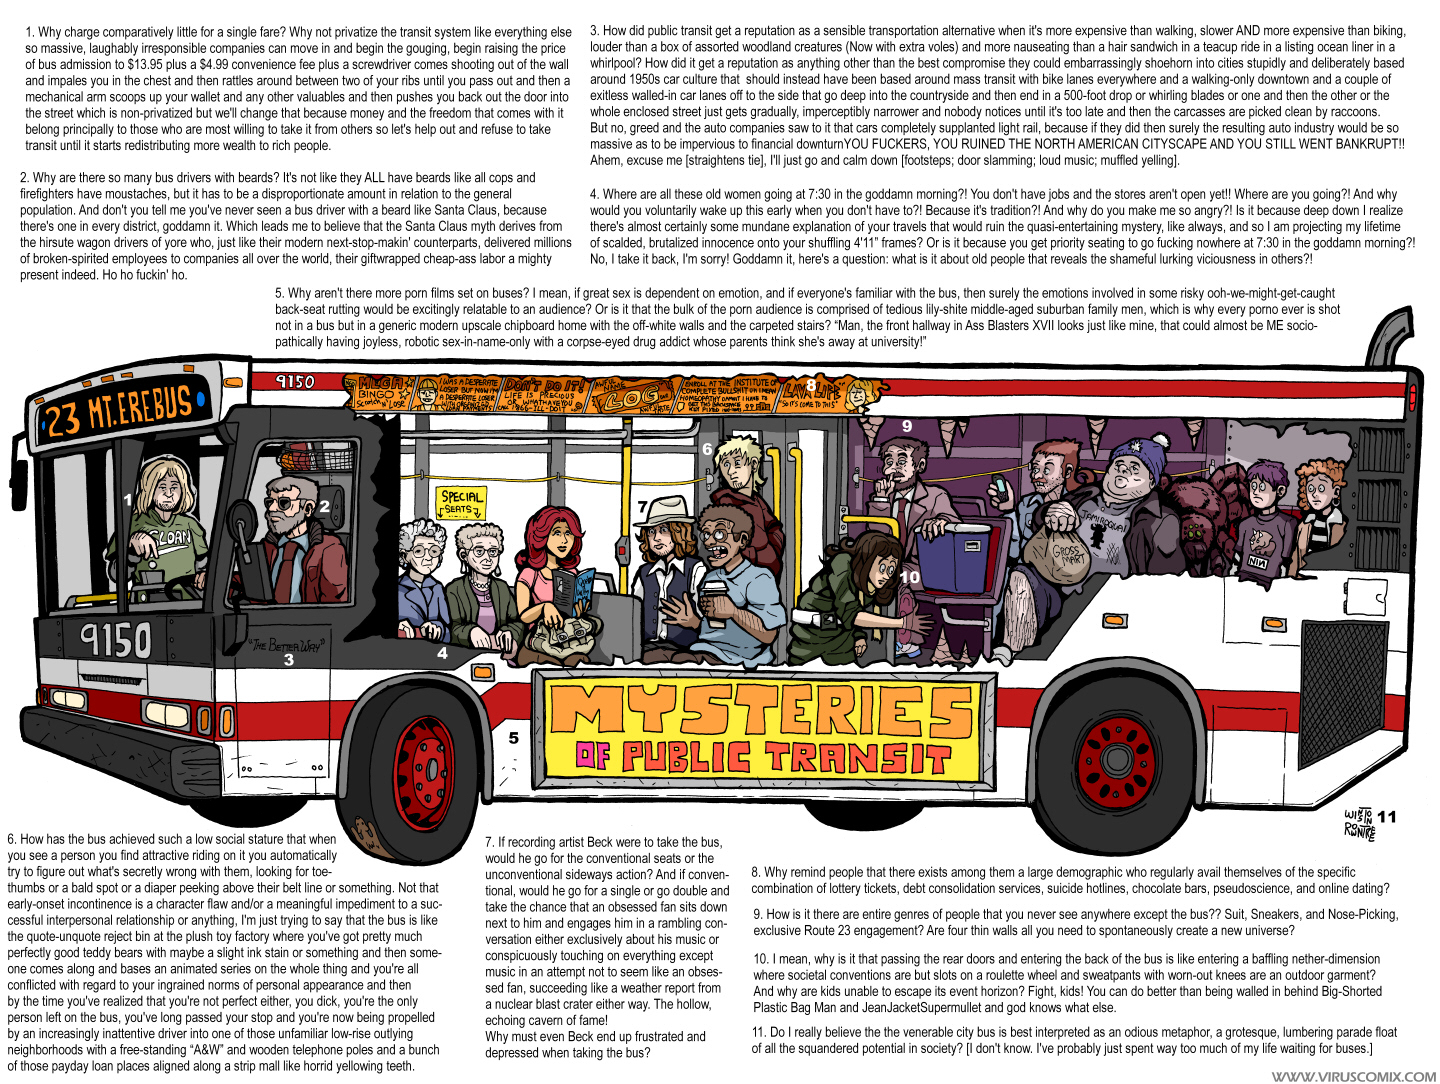 1. Why charge comparatively little for a single fare? Why not privatize the transit system like everything else
so massive, laughably irresponsible companies can move in and begin the gouging, begin raising the price
of bus admission to $13.95 plus a $4.99 convenience fee plus a screwdriver comes shooting out of the wall
and impales you in the chest and then rattles around between two of your ribs until you pass out and then a
mechanical arm scoops up your wallet and any other valuables and then pushes you back out the door into
the street which is non-privatized but we'll change that because money and the freedom that comes with it
belong principally to those who are most willing to take it from others so let's help out and refuse to take
transit until it starts redistributing more wealth to rich people.
2. Why are there so many bus drivers with beards? It's not like they ALL have beards like all cops and
firefighters have moustaches, but it has to be a disproportionate amount in relation to the general
population. And don't you tell me you've never seen a bus driver with a beard like Santa Claus, because
there's one in every district, goddamn it. Which leads me to believe that the Santa Claus myth derives from
the hirsute wagon drivers of yore who, just like their modern next-stop-makin' counterparts, delivered millions
of broken-spirited employees to companies all over the world, their giftwrapped cheap-ass labor a mighty
present indeed. Ho ho fuckin' ho.
3. How did public transit get a reputation as a sensible transportation alternative when it's more expensive than walking, slower AND more expensive than biking,
louder than a box of assorted woodland creatures (Now with extra voles) and more nauseating than a hair sandwich in a teacup ride in a listing ocean liner in a
whirlpool? How did it get a reputation as anything other than the best compromise they could embarrassingly shoehorn into cities stupidly and deliberately based
around 1950s car culture that should instead have been based around mass transit with bike lanes everywhere and a walking-only downtown and a couple of
exitless walled-in car lanes off to the side that go deep into the countryside and then end in a 500-foot drop or whirling blades or one and then the other or the
whole enclosed street just gets gradually, imperceptibly narrower and nobody notices until it's too late and then the carcasses are picked clean by raccoons.
But no, greed and the auto companies saw to it that cars completely supplanted light rail, because if they did then surely the resulting auto industry would be so
massive as to be impervious to financial downturnYOU FUCKERS, YOU RUINED THE NORTH AMERICAN CITYSCAPE AND YOU STILL WENT BANKRUPT!!
Ahem, excuse me [straightens tie], I'll just go and calm down [footsteps; door slamming; loud music; muffled yelling].
4. Where are all these old women going at 7:30 in the goddamn morning?! You don't have jobs and the stores aren't open yet!! Where are you going?! And why
would you voluntarily wake up this early when you don't have to?! Because it's tradition?! And why do you make me so angry?! Is it because deep down I realize
there's almost certainly some mundane explanation of your travels that would ruin the quasi-entertaining mystery, like always, and so I am projecting my lifetime
of scalded, brutalized innocence onto your shuffling 4'11" frames? Or is it because you get priority seating to go fucking nowhere at 7:30 in the goddamn morning?!
No, I take it back, I'm sorry! Goddamn it, here's a question: what is it about old people that reveals the shameful lurking viciousness in others?!
5. Why aren't there more porn films set on buses? I mean, if great sex is dependent on emotion, and if everyone's familiar with the bus, then surely the emotions involved in some risky ooh-we-might-get-caught
back-seat rutting would be excitingly relatable to an audience? Or is it that the bulk of the porn audience is comprised of tedious lily-shite middle-aged suburban family men, which is why every porno ever is shot
not in a bus but in a generic modern upscale chipboard home with the off-white walls and the carpeted stairs? "Man, the front hallway in Ass Blasters XVII looks just like mine, that could almost be ME socio-
pathically having joyless, robotic sex-in-name-only with a corpse-eyed drug addict whose parents think she's away at university!"
9150
MEGA BINGO
SCRATCH N' LOSE
I WAS A DESPERATE
LOSER BUT NOW I'M
A DESPERATE LOSER
DON'T DO IT!
LIFE IS PRECIOUS
OR WHATHAVEYOU
LOG
ENROLL AT THE INSTITUTE OF
COMPLETE BULLSHIT
LAVALIFE
"SO IT'S COME TO THIS"
8
23 MT. EREBUS
9
6
1
2
7
SPECIAL
SEATS
SLOAN
JAMIROQUAI
GROSS
MART
NIN
10
9150
"THE BETTER WAY"
3
4
5
MYSTERIES
OF PUBLIC TRANSIT
WINSTON
ROWNTREE
11
6. How has the bus achieved such a low social stature that when
you see a person you find attractive riding on it you automatically
try to figure out what's secretly wrong with them, looking for toe-
thumbs or a bald spot or a diaper peeking above their belt line or something. Not that
early-onset incontinence is a character flaw and/or a meaningful impediment to a suc-
cessful interpersonal relationship or anything, I'm just trying to say that the bus is like
the quote-unquote reject bin at the plush toy factory where you've got pretty much
perfectly good teddy bears with maybe a slight ink stain or something and then some-
one comes along and bases an animated series on the whole thing and you're all
conflicted with regard to your ingrained norms of personal appearance and then
by the time you've realized that you're not perfect either, you dick, you're the only
person left on the bus, you've long passed your stop and you're now being propelled
by an increasingly inattentive driver into one of those unfamiliar low-rise outlying
neighborhoods with a free-standing "A&W" and wooden telephone poles and a bunch
of those payday loan places aligned along a strip mall like horrid yellowing teeth.
7. If recording artist Beck were to take the bus,
would he go for the conventional seats or the
unconventional sideways action? And if conven-
tional, would he go for a single or go double and
take the chance that an obsessed fan sits down
next to him and engages him in a rambling con-
versation either exclusively about his music or
conspicuously touching on everything except
music in an attempt not to seem like an obses-
sed fan, succeeding like a weather report from
a nuclear blast crater either way. The hollow,
echoing cavern of fame!
Why must even Beck end up frustrated and
depressed when taking the bus?
8. Why remind people that there exists among them a large demographic who regularly avail themselves of the specific
combination of lottery tickets, debt consolidation services, suicide hotlines, chocolate bars, pseudoscience, and online dating?
9. How is it there are entire genres of people that you never see anywhere except the bus?? Suit, Sneakers, and Nose-Picking,
exclusive Route 23 engagement? Are four thin walls all you need to spontaneously create a new universe?
10. I mean, why is it that passing the rear doors and entering the back of the bus is like entering a baffling nether-dimension
where societal conventions are but slots on a roulette wheel and sweatpants with worn-out knees are an outdoor garment?
And why are kids unable to escape its event horizon? Fight, kids! You can do better than being walled in behind Big-Shorted
Plastic Bag Man and JeanJacketSupermullet and god knows what else.
11. Do I really believe the the venerable city bus is best interpreted as an odious metaphor, a grotesque, lumbering parade float
of all the squandered potential in society? [I don't know. I've probably just spent way too much of my life waiting for buses.]
WWW.VIRUSCOMIX.COM